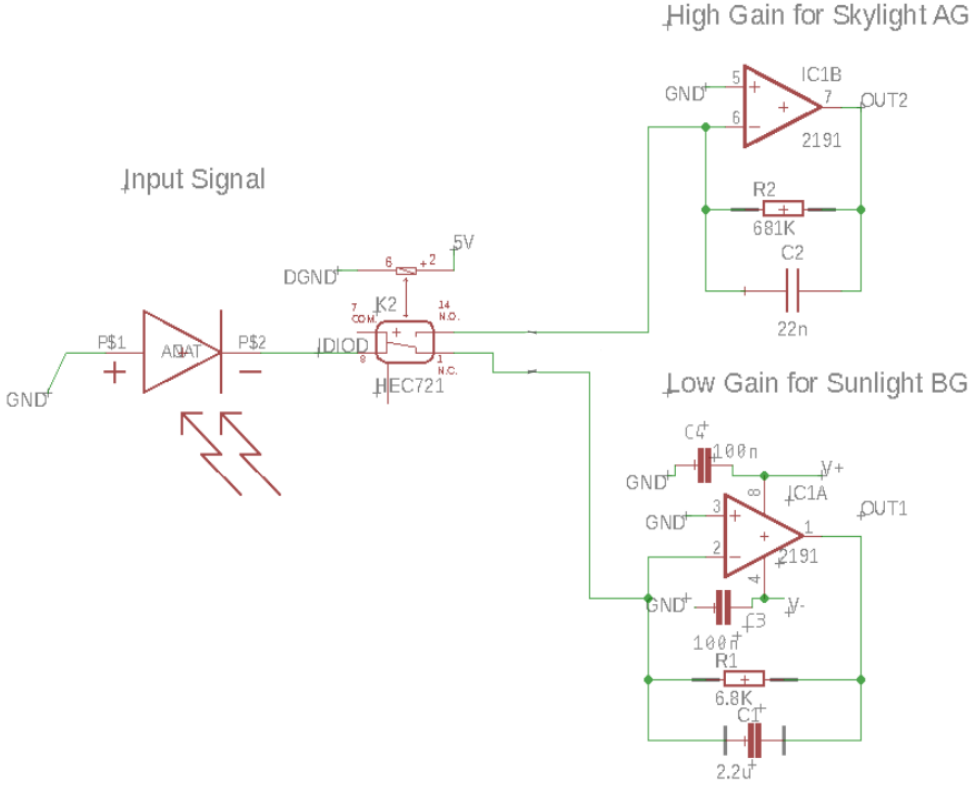 High Gain for Skylight AG
IC1B
GND
5
6
7
OUT2
2191
Input Signal
R2
681K
C2
22n
5V
DGND
6
+2
K2
7
COM.
14
N.O.
P$1
P$2
IDIOD
8
1
N.C.
HEC721
+
−
GND
Low Gain for Sunlight BG
C4
100n
GND
V+
8
IC1A
OUT1
GND
3
2
1
2191
4
GND
V-
C3
100n
R1
6.8K
C1
2.2u